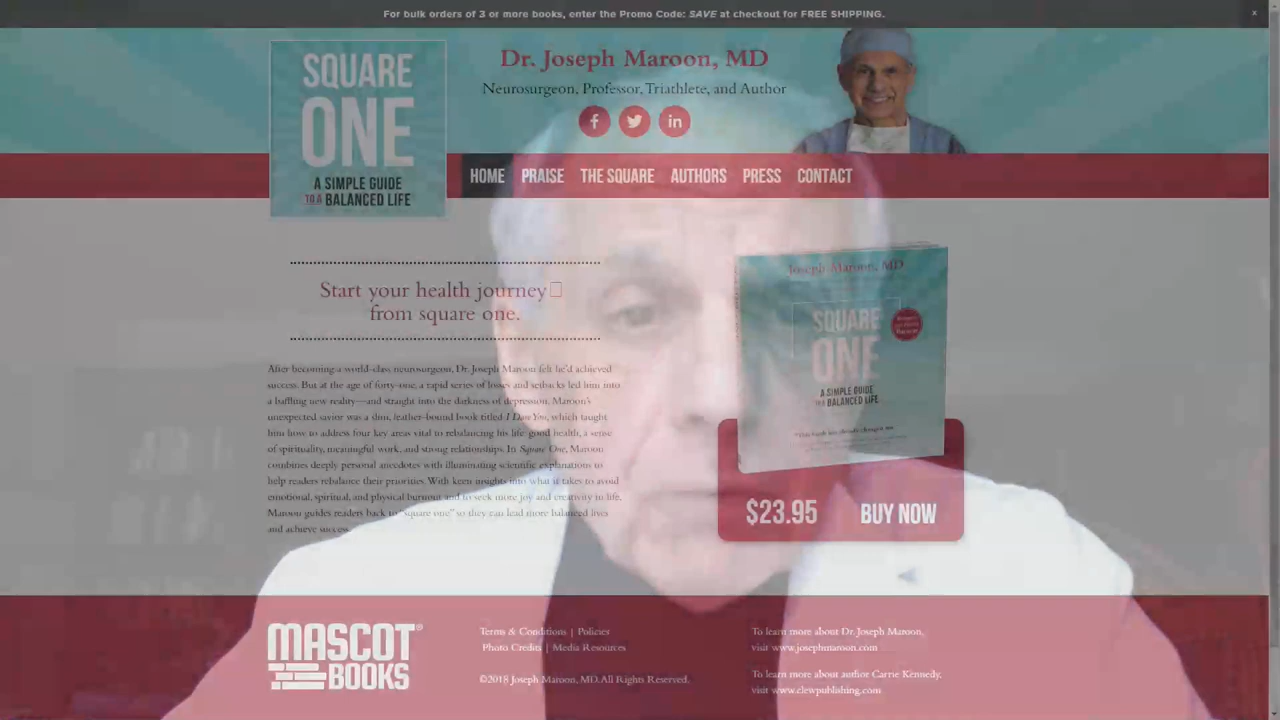 For bulk orders of 3 or more books, enter the Promo Code: SAVE at checkout for FREE SHIPPING.
×
SQUARE
ONE
A SIMPLE GUIDE
TO A BALANCED LIFE
Dr. Joseph Maroon, MD
Neurosurgeon, Professor, Triathlete, and Author
HOME PRAISE THE SQUARE AUTHORS PRESS CONTACT
Start your health journey
from square one.
After becoming a world-class neurosurgeon, Dr. Joseph Maroon felt he'd achieved
success. But at the age of forty-one, a rapid series of losses and setbacks led him into
a baffling new reality—and straight into the darkness of depression. Maroon's
unexpected savior was a slim, leather-bound book titled I Dare You, which taught
him how to address four key areas vital to rebalancing his life–good health, a sense
of spirituality, meaningful work, and strong relationships. In Square One, Maroon
combines deeply personal anecdotes with illuminating scientific explanations to
help readers rebalance their priorities. With keen insights into what it takes to avoid
emotional, spiritual, and physical burnout and to seek more joy and creativity in life,
Maroon guides readers back to "square one" so they can lead more balanced lives
and achieve success.
Joseph Maroon, MD
SQUARE
ONE
A SIMPLE GUIDE
TO A BALANCED LIFE
$23.95 BUY NOW
MASCOT®
BOOKS
Terms & Conditions | Policies
Photo Credits | Media Resources
©2018 Joseph Maroon, MD. All Rights Reserved.
To learn more about Dr. Joseph Maroon,
visit www.josephmaroon.com
To learn more about author Carrie Kennedy,
visit www.clewpublishing.com